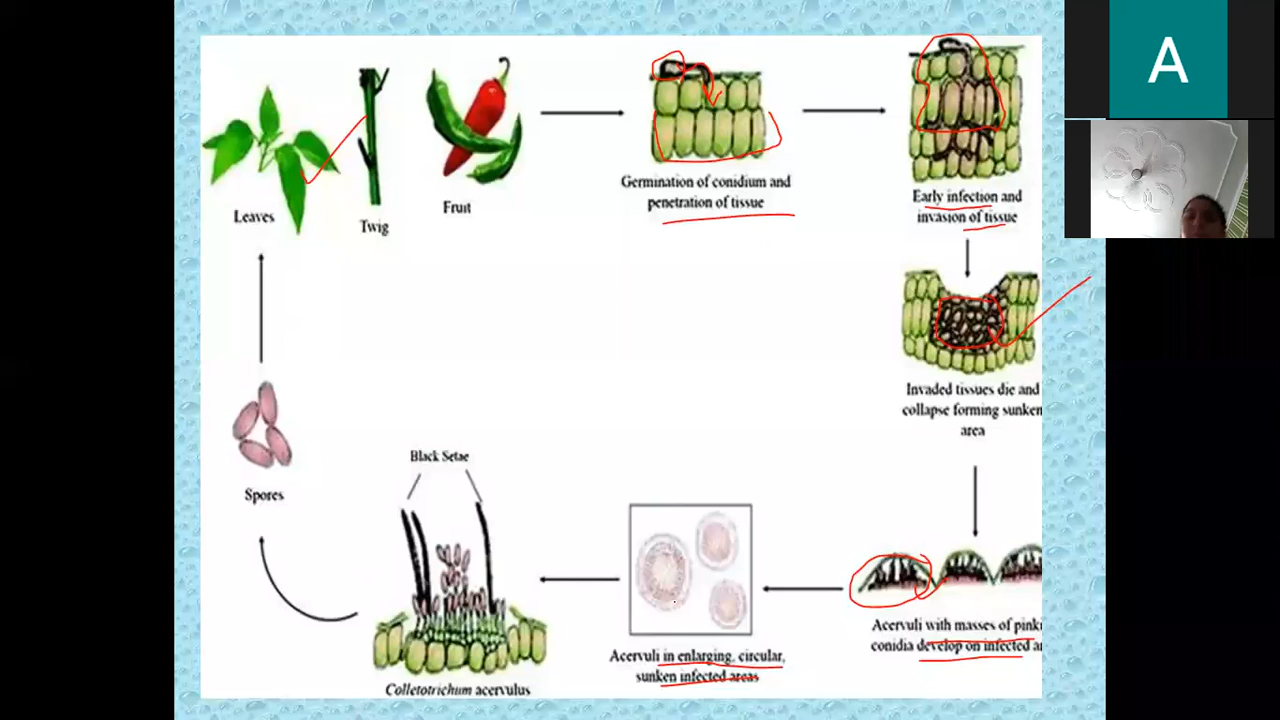 A
Leaves
Twig
Fruit
Germination of conidium and
penetration of tissue
Early infection and
invasion of tissue
Invaded tissues die and
collapse forming sunken
area
Acervuli with masses of pink
conidia develop on infected
Acervuli in enlarging, circular,
sunken infected areas
Black Setae
Colletotrichum acervulus
Spores